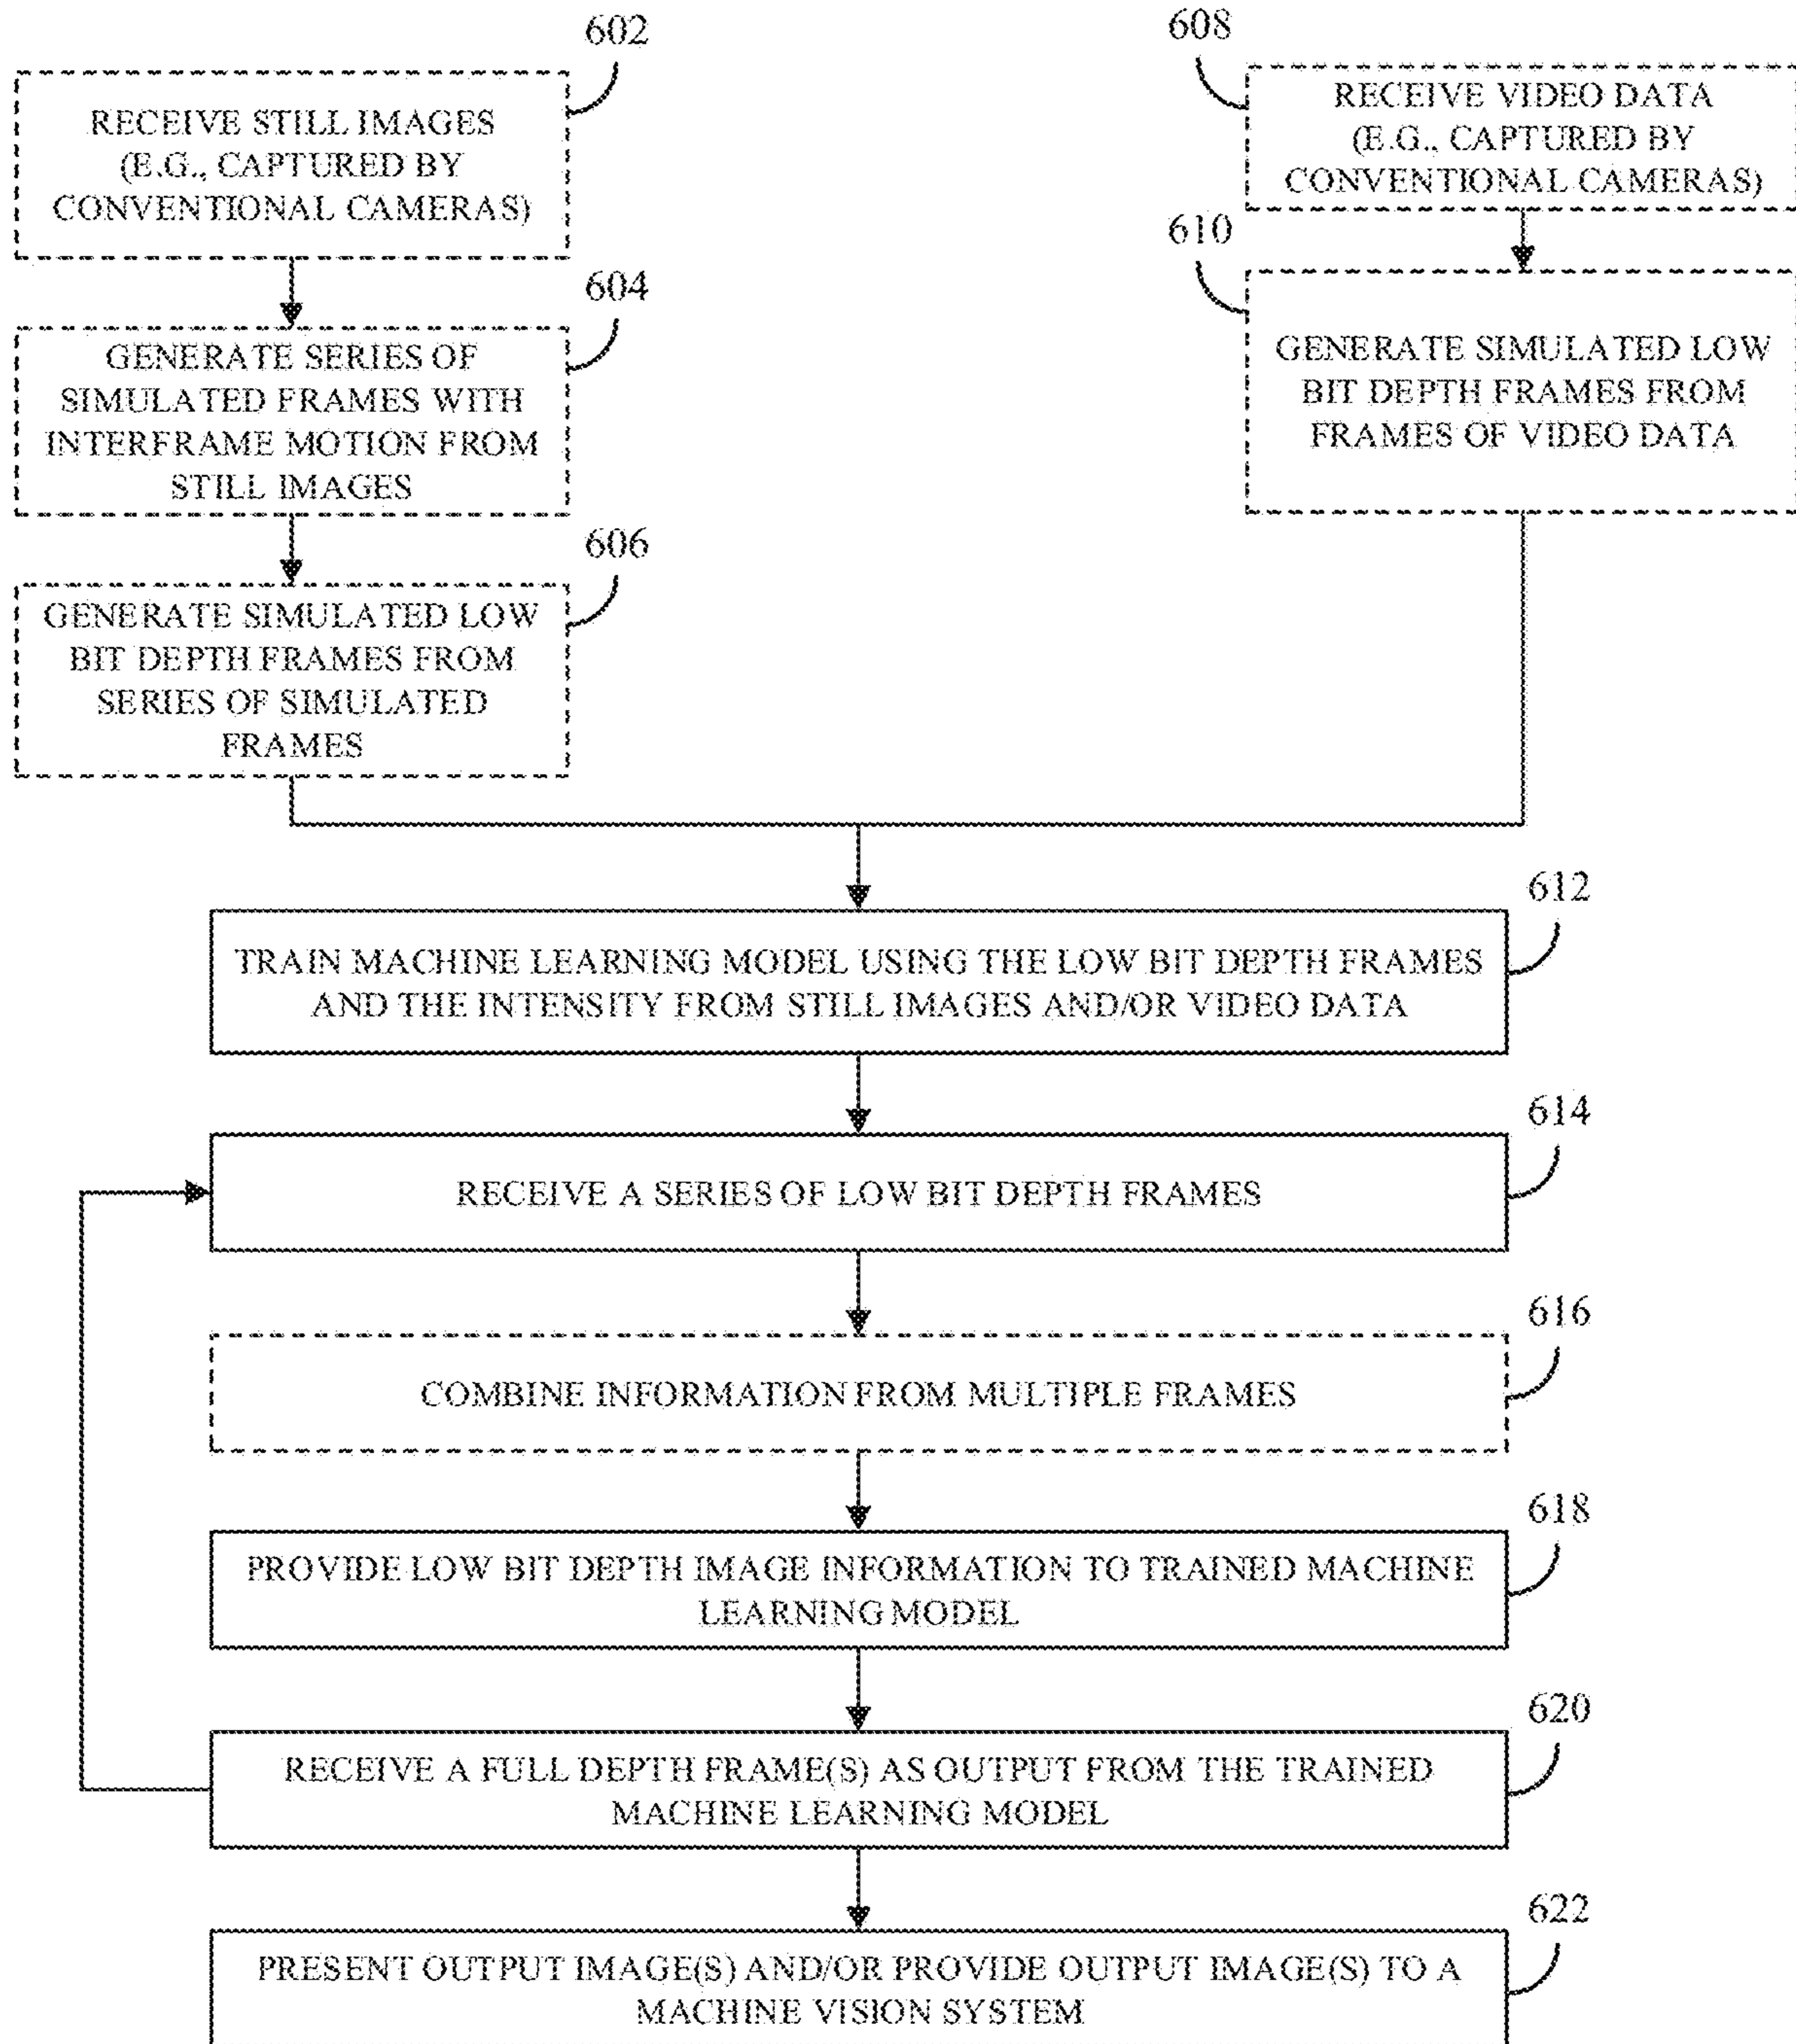 602
RECEIVE STILL IMAGES
(E.G., CAPTURED BY
CONVENTIONAL CAMERAS)
604
GENERATE SERIES OF
SIMULATED FRAMES WITH
INTERFRAME MOTION FROM
STILL IMAGES
606
GENERATE SIMULATED LOW
BIT DEPTH FRAMES FROM
SERIES OF SIMULATED
FRAMES
608
RECEIVE VIDEO DATA
(E.G., CAPTURED BY
CONVENTIONAL CAMERAS)
610
GENERATE SIMULATED LOW
BIT DEPTH FRAMES FROM
FRAMES OF VIDEO DATA
612
TRAIN MACHINE LEARNING MODEL USING THE LOW BIT DEPTH FRAMES
AND THE INTENSITY FROM STILL IMAGES AND/OR VIDEO DATA
614
RECEIVE A SERIES OF LOW BIT DEPTH FRAMES
616
COMBINE INFORMATION FROM MULTIPLE FRAMES
618
PROVIDE LOW BIT DEPTH IMAGE INFORMATION TO TRAINED MACHINE
LEARNING MODEL
620
RECEIVE A FULL DEPTH FRAME(S) AS OUTPUT FROM THE TRAINED
MACHINE LEARNING MODEL
622
PRESENT OUTPUT IMAGE(S) AND/OR PROVIDE OUTPUT IMAGE(S) TO A
MACHINE VISION SYSTEM